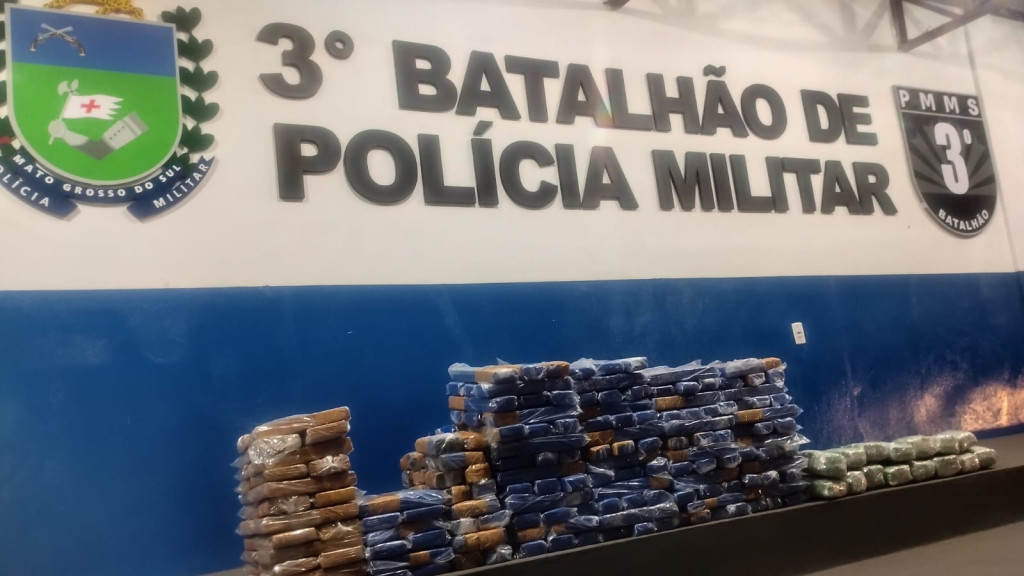 3° BATALHÃO DE
POLÍCIA MILITAR
MATO GROSSO DO SUL
POLÍCIA MILITAR
PMMS
3°
BATALHÃO